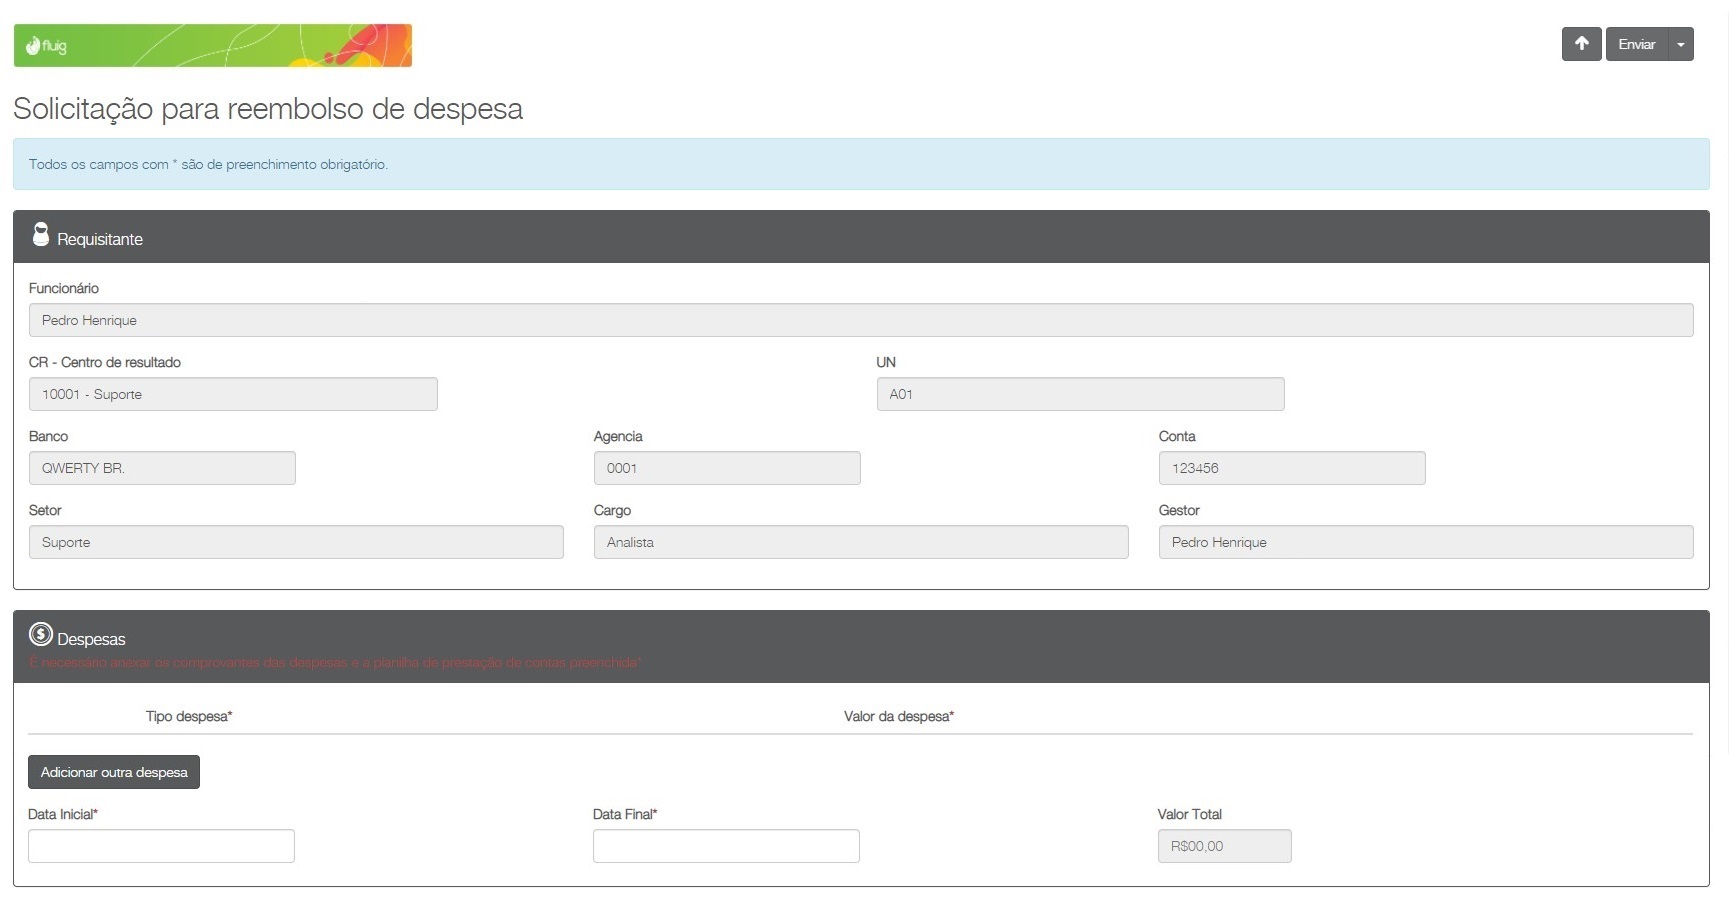 fluig
Enviar
Solicitação para reembolso de despesa
Todos os campos com * são de preenchimento obrigatório.
Requisitante
Funcionário
Pedro Henrique
CR - Centro de resultado UN
10001 - Suporte A01
Banco Agencia Conta
QWERTY BR. 0001 123456
Setor Cargo Gestor
Suporte Analista Pedro Henrique
Despesas
É necessário anexar os comprovantes das despesas e a planilha de prestação de contas preenchida*
Tipo despesa* Valor da despesa*
Adicionar outra despesa
Data Inicial* Data Final* Valor Total
R$00,00